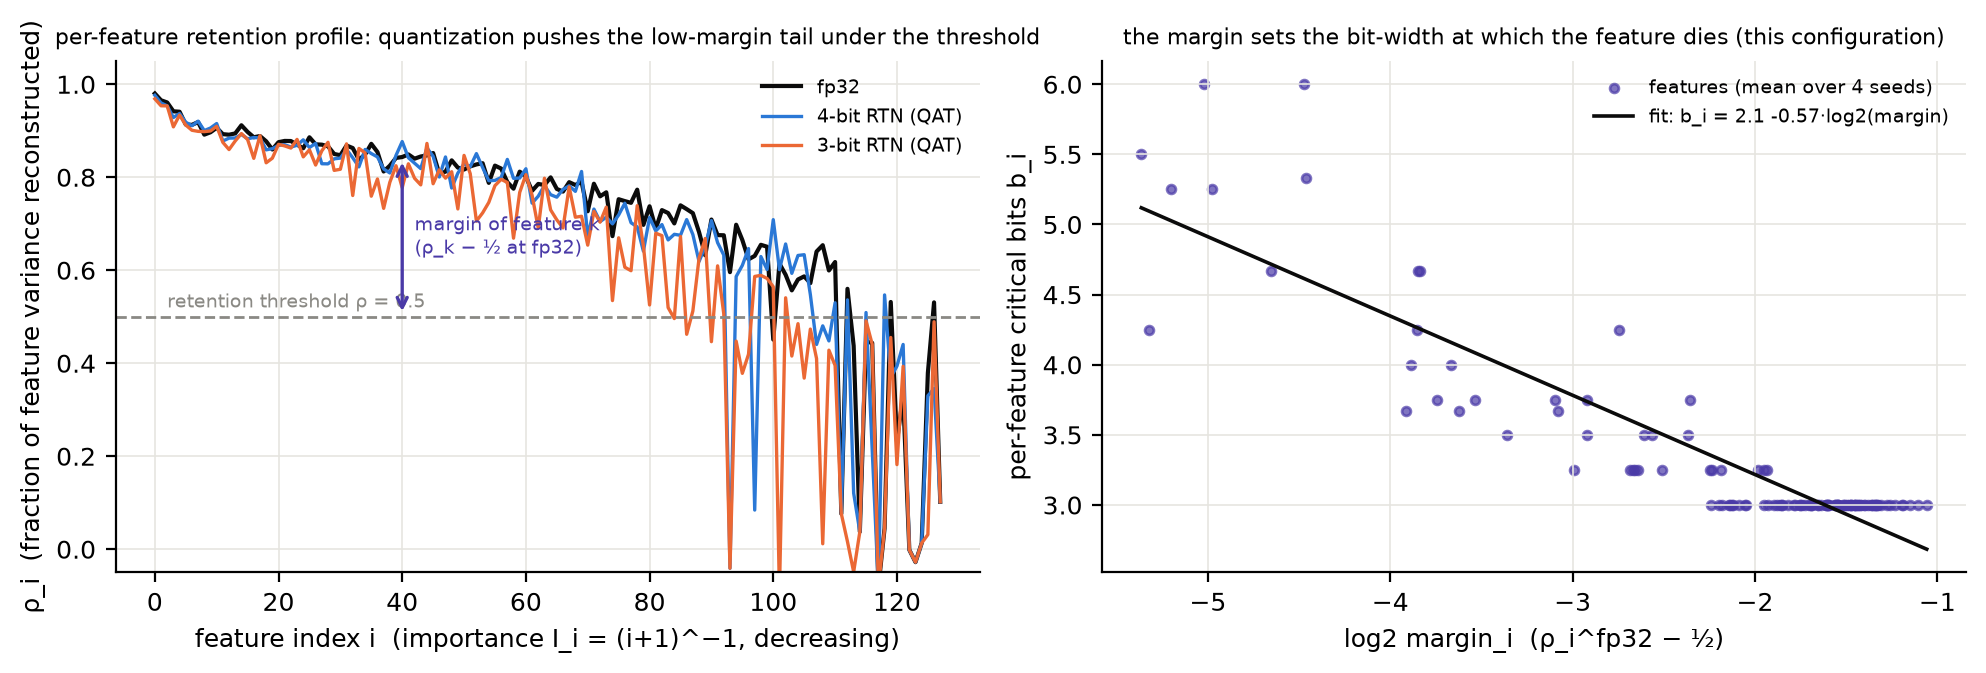 per-feature retention profile: quantization pushes the low-margin tail under the threshold
ρ_i (fraction of feature variance reconstructed)
1.0
0.8
0.6
0.4
0.2
0.0
fp32
4-bit RTN (QAT)
3-bit RTN (QAT)
margin of feature k
(ρ_k − ½ at fp32)
retention threshold ρ = 0.5
0
20
40
60
80
100
120
feature index i (importance I_i = (i+1)^−1, decreasing)
the margin sets the bit-width at which the feature dies (this configuration)
per-feature critical bits b_i
6.0
5.5
5.0
4.5
4.0
3.5
3.0
features (mean over 4 seeds)
fit: b_i = 2.1 -0.57·log2(margin)
−5
−4
−3
−2
−1
log2 margin_i (ρ_i^fp32 − ½)